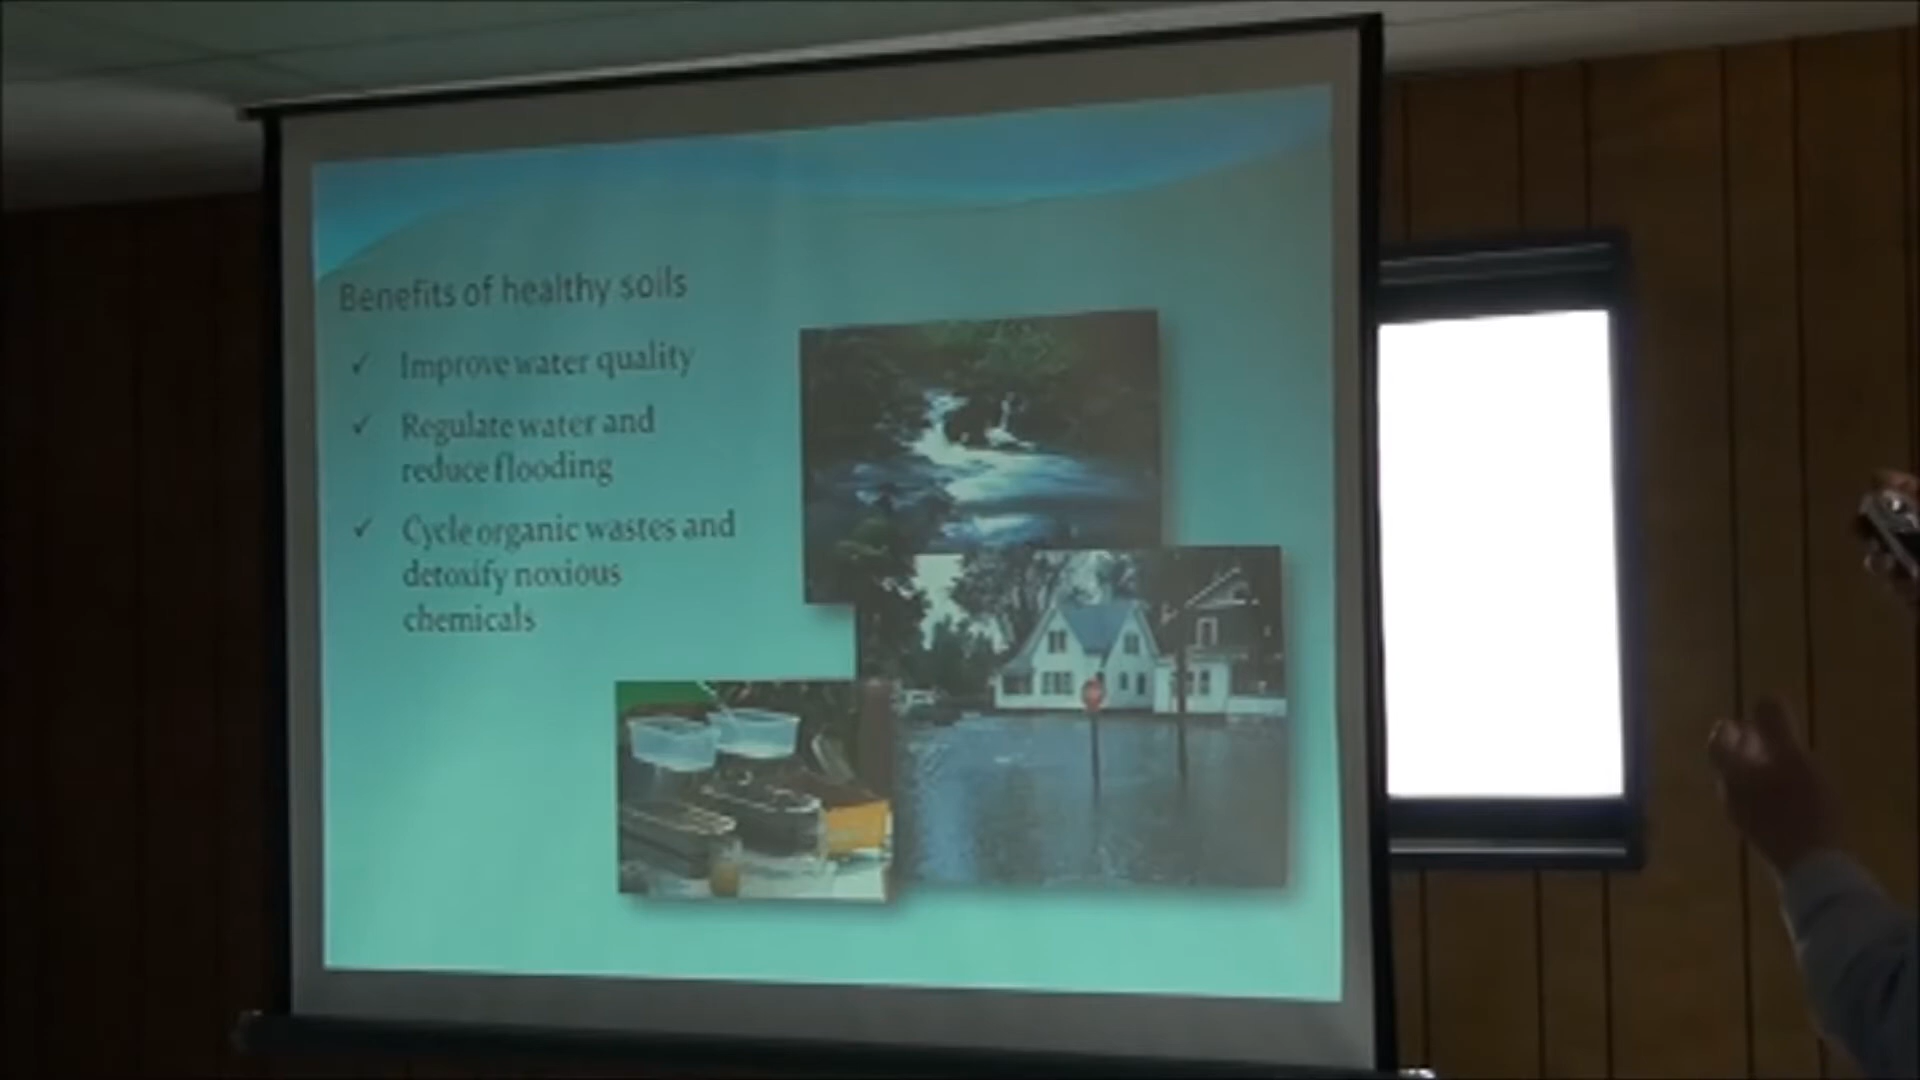 Benefits of healthy soils
✓ Improve water quality
✓ Regulate water and
reduce flooding
✓ Cycle organic wastes and
detoxify noxious
chemicals